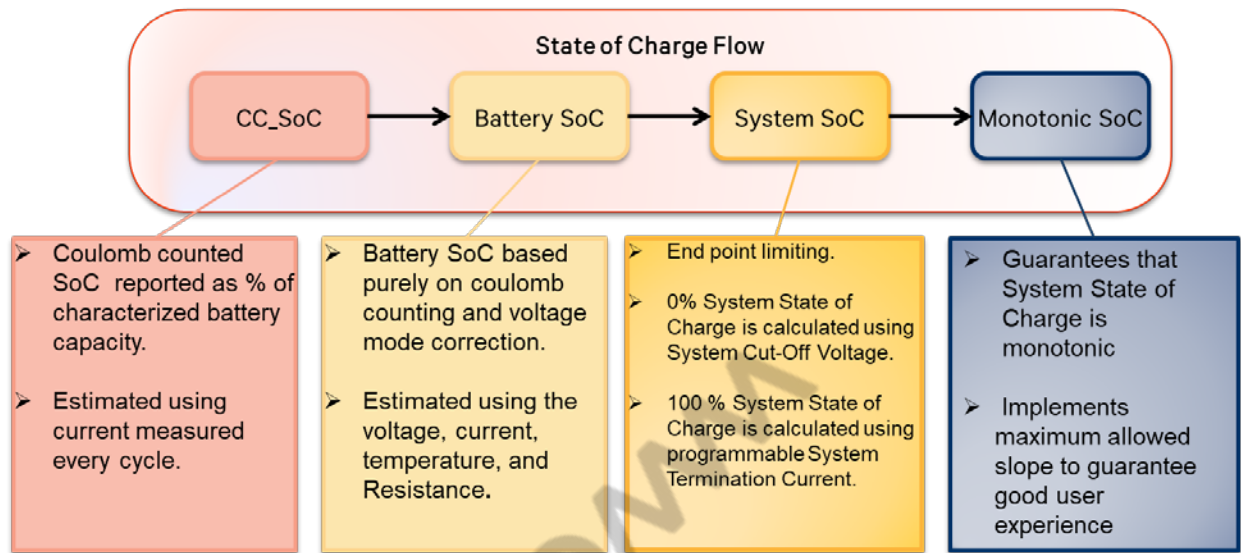 State of Charge Flow
CC_SoC
Battery SoC
System SoC
Monotonic SoC
➢ Coulomb counted
SoC reported as % of
characterized battery
capacity.
➢ Estimated using
current measured
every cycle.
➢ Battery SoC based
purely on coulomb
counting and voltage
mode correction.
➢ Estimated using the
voltage, current,
temperature, and
Resistance.
➢ End point limiting.
➢ 0% System State of
Charge is calculated using
System Cut-Off Voltage.
➢ 100 % System State of
Charge is calculated using
programmable System
Termination Current.
➢ Guarantees that
System State of
Charge is
monotonic
➢ Implements
maximum allowed
slope to guarantee
good user
experience